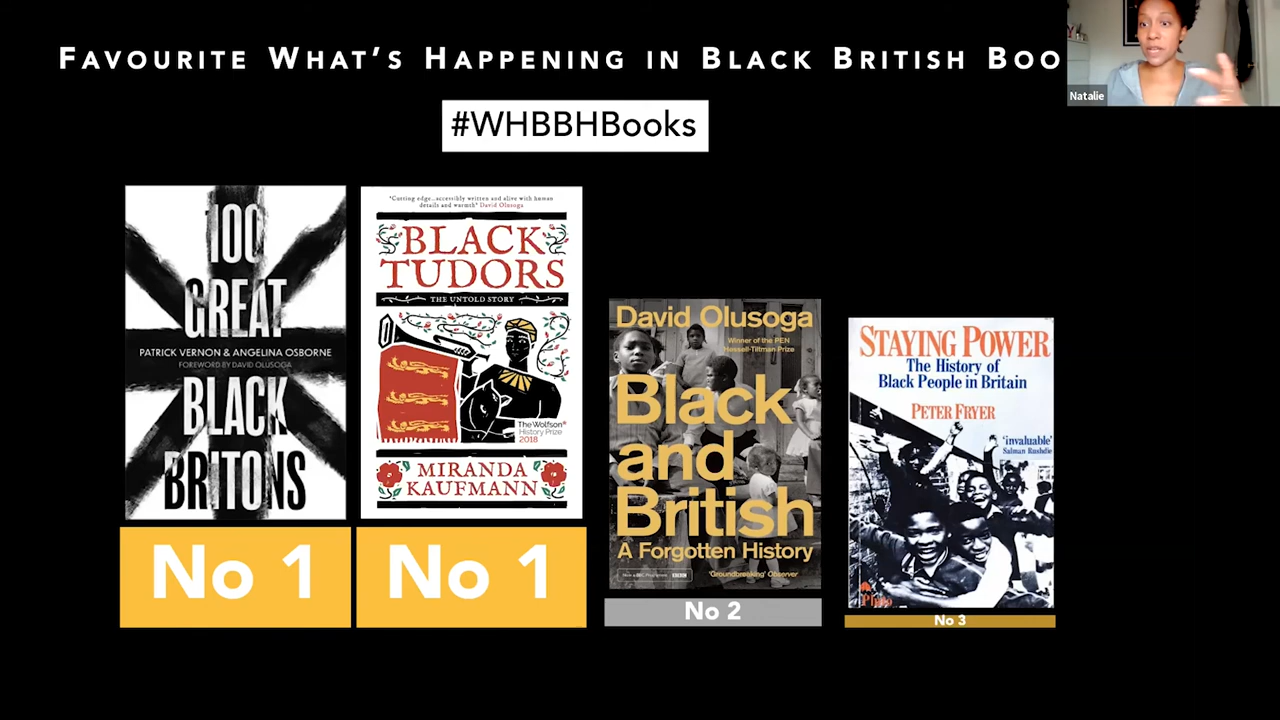 FAVOURITE WHAT'S HAPPENING IN BLACK BRITISH BOO
Natalie
#WHBBHBooks
100
GREAT
PATRICK VERNON & ANGELINA OSBORNE
FOREWORD BY DAVID OLUSOGA
BLACK
BRITONS
No 1
"Cutting edge...accessibly written and alive with human
details and warmth" David Olusoga
BLACK
TUDORS
THE UNTOLD STORY
The Wolfson
History Prize
2018
MIRANDA
KAUFMANN
No 1
David Olusoga
Winner of the PEN
Hessell-Tiltman Prize
Black
and
British
A Forgotten History
BBC
'Groundbreaking' Observer
No 2
STAYING POWER
The History of
Black People in Britain
PETER FRYER
'invaluable'
Salman Rushdie
Pluto
No 3